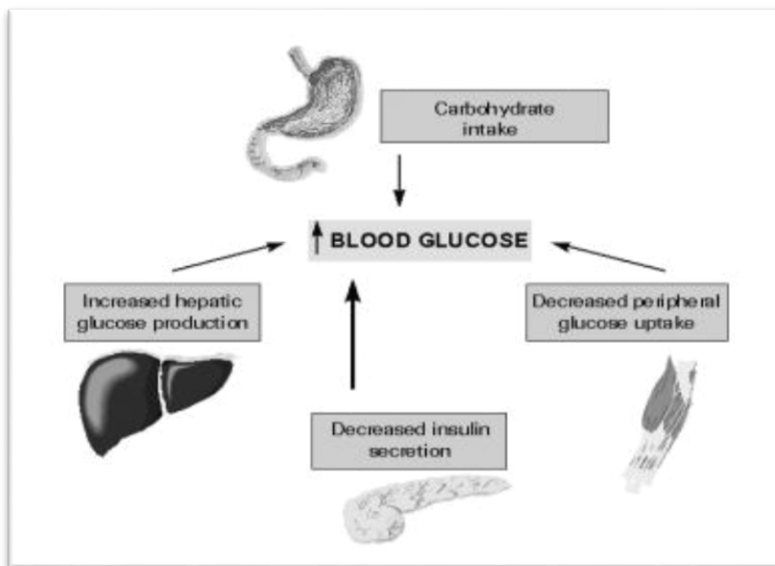 Carbohydrate
intake
BLOOD GLUCOSE
Increased hepatic
glucose production
Decreased peripheral
glucose uptake
Decreased insulin
secretion